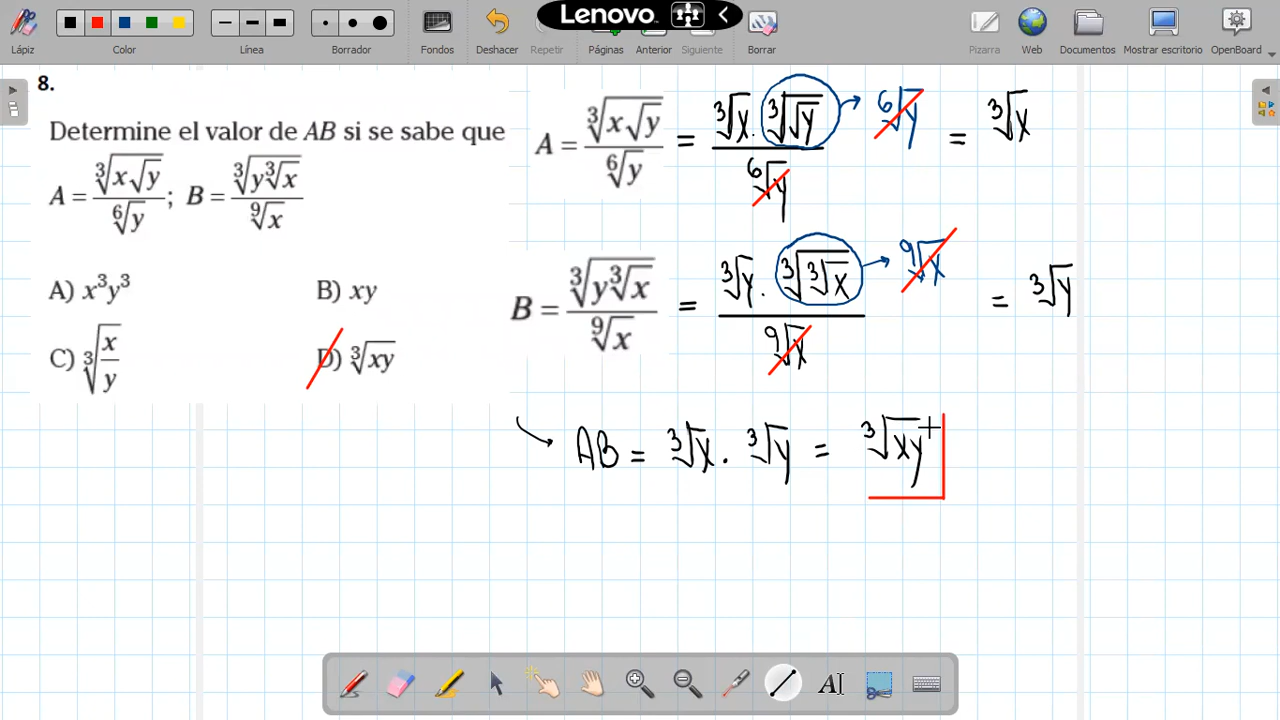 Lenovo
Lápiz Color Línea Borrador Fondos Deshacer Repetir Páginas Anterior Siguiente Borrar Pizarra Web Documentos Mostrar escritorio OpenBoard
8.
Determine el valor de AB si se sabe que
A = ∛(x√y) / ⁶√y ; B = ∛(y∛x) / ⁹√x
A) x³y³ B) xy
C) ∛(x/y) D) ∛(xy)
A = ∛(x√y) / ⁶√y = ∛x · ∛(√y) / ⁶√y → ⁶√y = ∛x
B = ∛(y∛x) / ⁹√x = ∛y · ∛(∛x) / ⁹√x → ⁹√x = ∛y
AB = ∛x · ∛y = ∛(xy)
AI